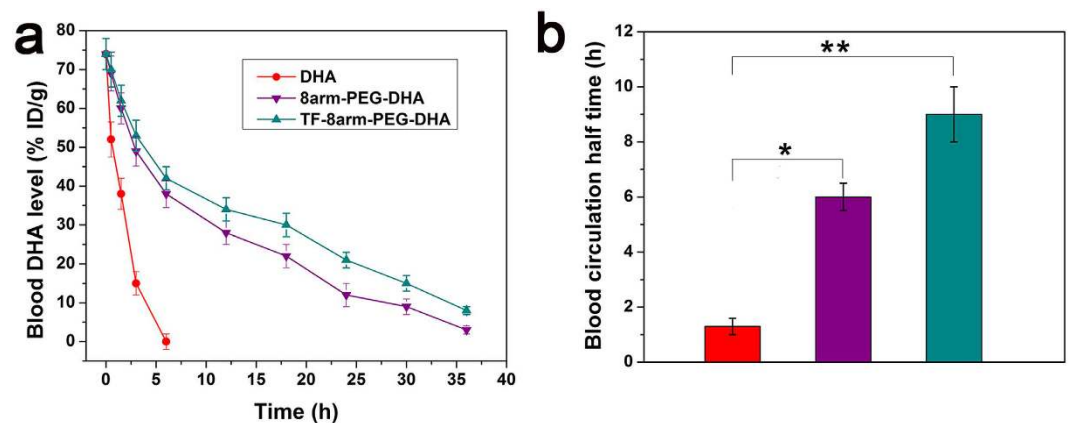 a
Blood DHA level (% ID/g)
80
70
60
50
40
30
20
10
0
DHA
8arm-PEG-DHA
TF-8arm-PEG-DHA
0 5 10 15 20 25 30 35 40
Time (h)
b
Blood circulation half time (h)
12
10
8
6
4
2
0
**
*